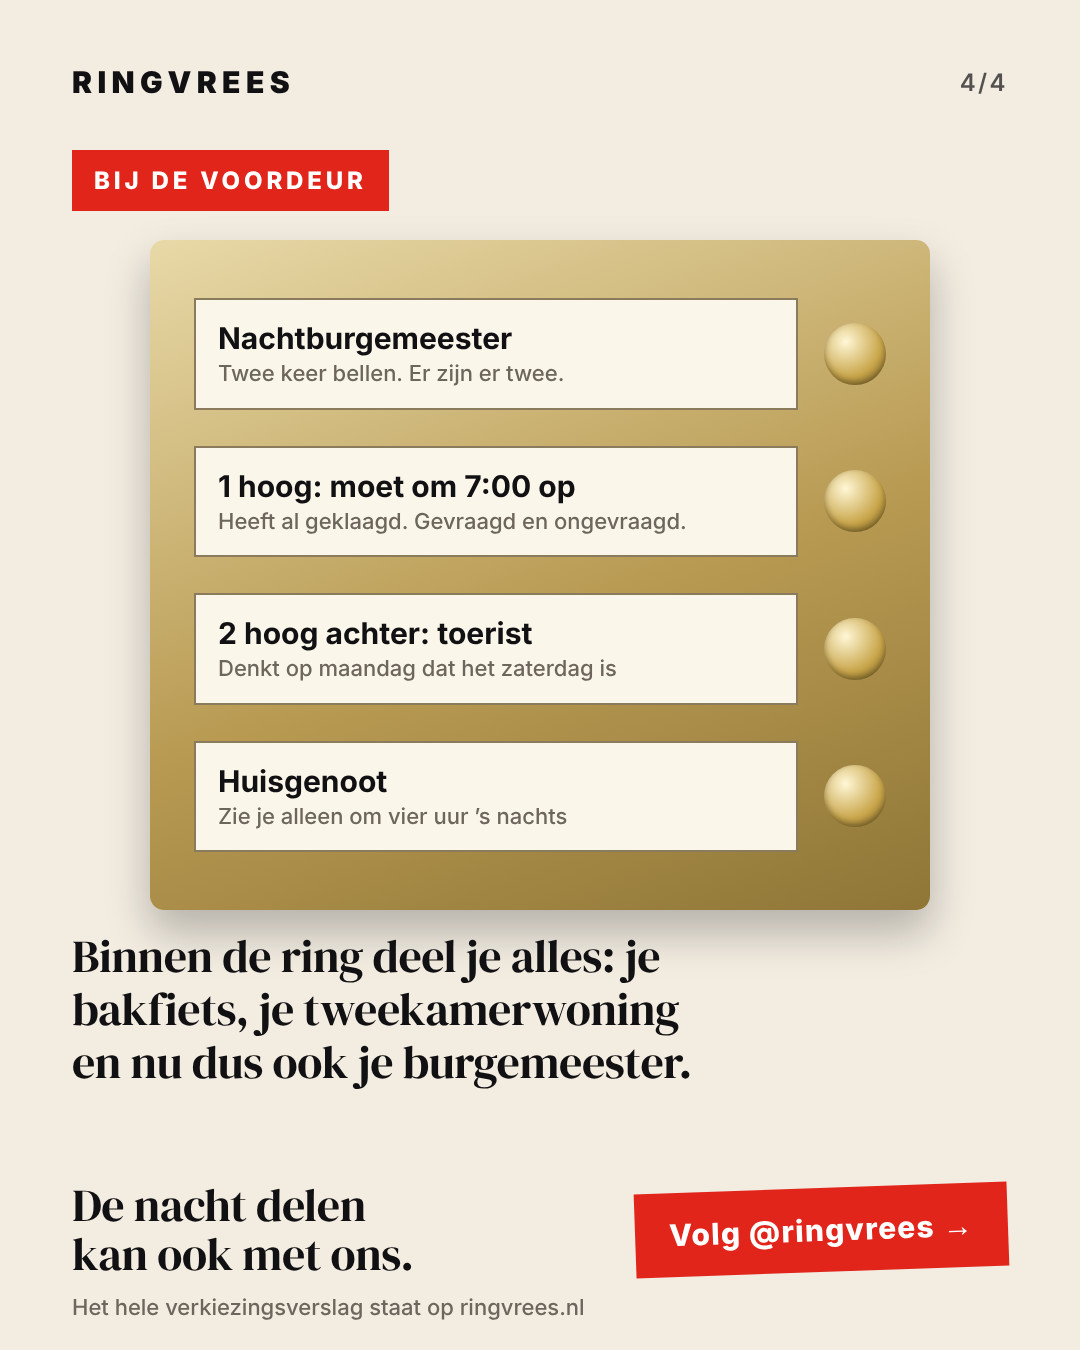 RINGVREES
4/4
BIJ DE VOORDEUR
Nachtburgemeester
Twee keer bellen. Er zijn er twee.
1 hoog: moet om 7:00 op
Heeft al geklaagd. Gevraagd en ongevraagd.
2 hoog achter: toerist
Denkt op maandag dat het zaterdag is
Huisgenoot
Zie je alleen om vier uur ’s nachts
Binnen de ring deel je alles: je
bakfiets, je tweekamerwoning
en nu dus ook je burgemeester.
De nacht delen
kan ook met ons.
Volg @ringvrees →
Het hele verkiezingsverslag staat op ringvrees.nl